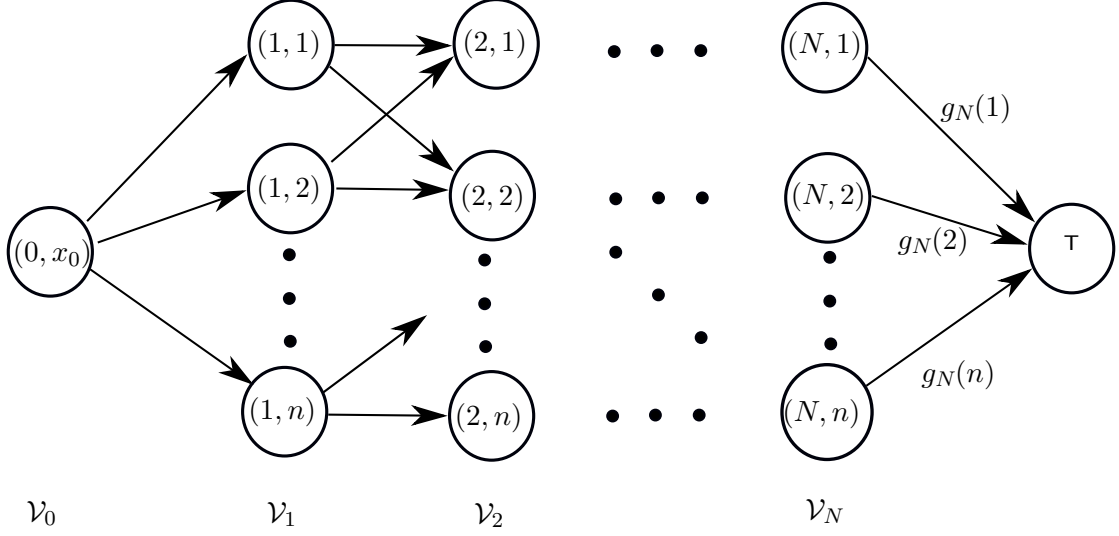 (1, 1)
(2, 1)
(N, 1)
g_N(1)
(1, 2)
(2, 2)
(N, 2)
g_N(2)
(0, x_0)
T
g_N(n)
(1, n)
(2, n)
(N, n)
𝒱_0
𝒱_1
𝒱_2
𝒱_N